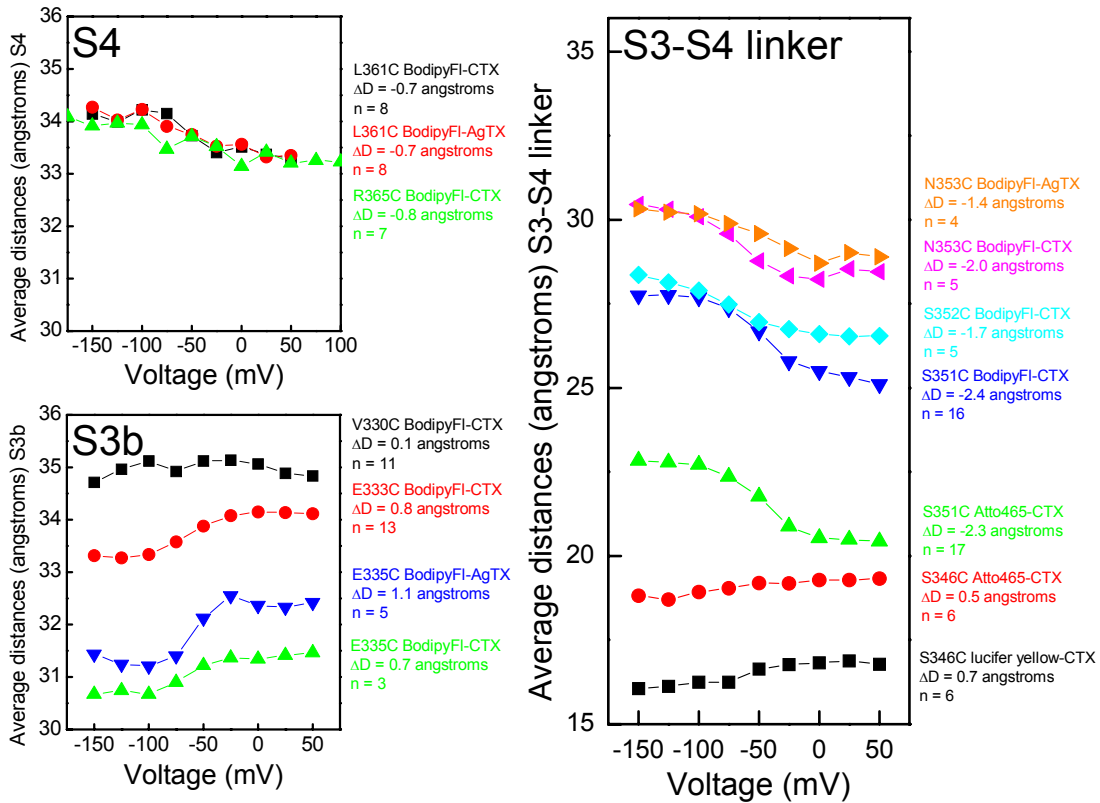 S4
Average distances (angstroms) S4
36
35
34
33
32
31
30
-150 -100 -50 0 50 100
Voltage (mV)
L361C BodipyFl-CTX
ΔD = -0.7 angstroms
n = 8
L361C BodipyFl-AgTX
ΔD = -0.7 angstroms
n = 8
R365C BodipyFl-CTX
ΔD = -0.8 angstroms
n = 7
S3b
Average distances (angstroms) S3b
36
35
34
33
32
31
30
-150 -100 -50 0 50
Voltage (mV)
V330C BodipyFl-CTX
ΔD = 0.1 angstroms
n = 11
E333C BodipyFl-CTX
ΔD = 0.8 angstroms
n = 13
E335C BodipyFl-AgTX
ΔD = 1.1 angstroms
n = 5
E335C BodipyFl-CTX
ΔD = 0.7 angstroms
n = 3
S3-S4 linker
Average distances (angstroms) S3-S4 linker
35
30
25
20
15
-150 -100 -50 0 50
Voltage (mV)
N353C BodipyFl-AgTX
ΔD = -1.4 angstroms
n = 4
N353C BodipyFl-CTX
ΔD = -2.0 angstroms
n = 5
S352C BodipyFl-CTX
ΔD = -1.7 angstroms
n = 5
S351C BodipyFl-CTX
ΔD = -2.4 angstroms
n = 16
S351C Atto465-CTX
ΔD = -2.3 angstroms
n = 17
S346C Atto465-CTX
ΔD = 0.5 angstroms
n = 6
S346C lucifer yellow-CTX
ΔD = 0.7 angstroms
n = 6